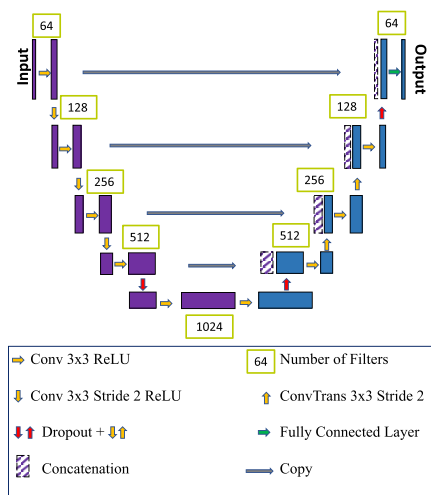 64 64
Input Output
128 128
256 256
512 512
1024
Conv 3x3 ReLU 64 Number of Filters
Conv 3x3 Stride 2 ReLU ConvTrans 3x3 Stride 2
Dropout + Fully Connected Layer
Concatenation Copy